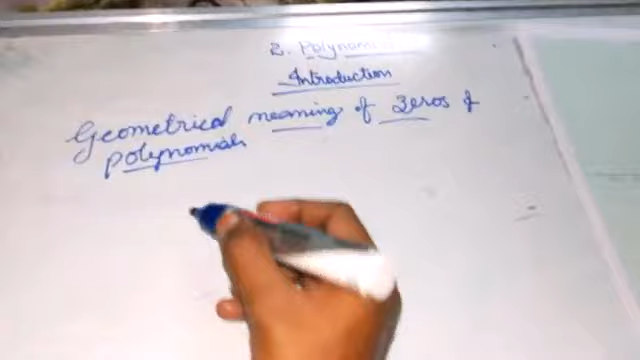 2. Polynomi
Introduction
Geometrical meaning of Zeros of
polynomials